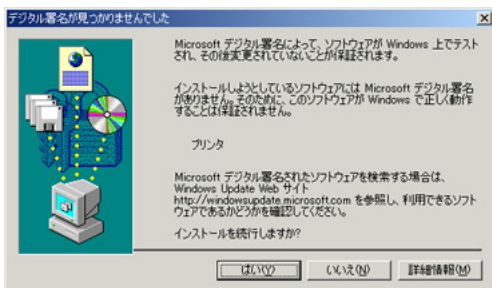 デジタル署名が見つかりませんでした
Microsoft デジタル署名によって、ソフトウェアが Windows 上でテスト
され、その後変更されていないことが保証されます。
インストールしようとしているソフトウェアには Microsoft デジタル署名
がありません。そのために、このソフトウェアが Windows で正しく動作
することは保証されません。
プリンタ
Microsoft デジタル署名されたソフトウェアを検索する場合は、
Windows Update Web サイト
http://windowsupdate.microsoft.com を参照し、利用できるソフト
ウェアであるかどうかを確認してください。
インストールを続行しますか?
はい(Y) いいえ(N) 詳細情報(M)